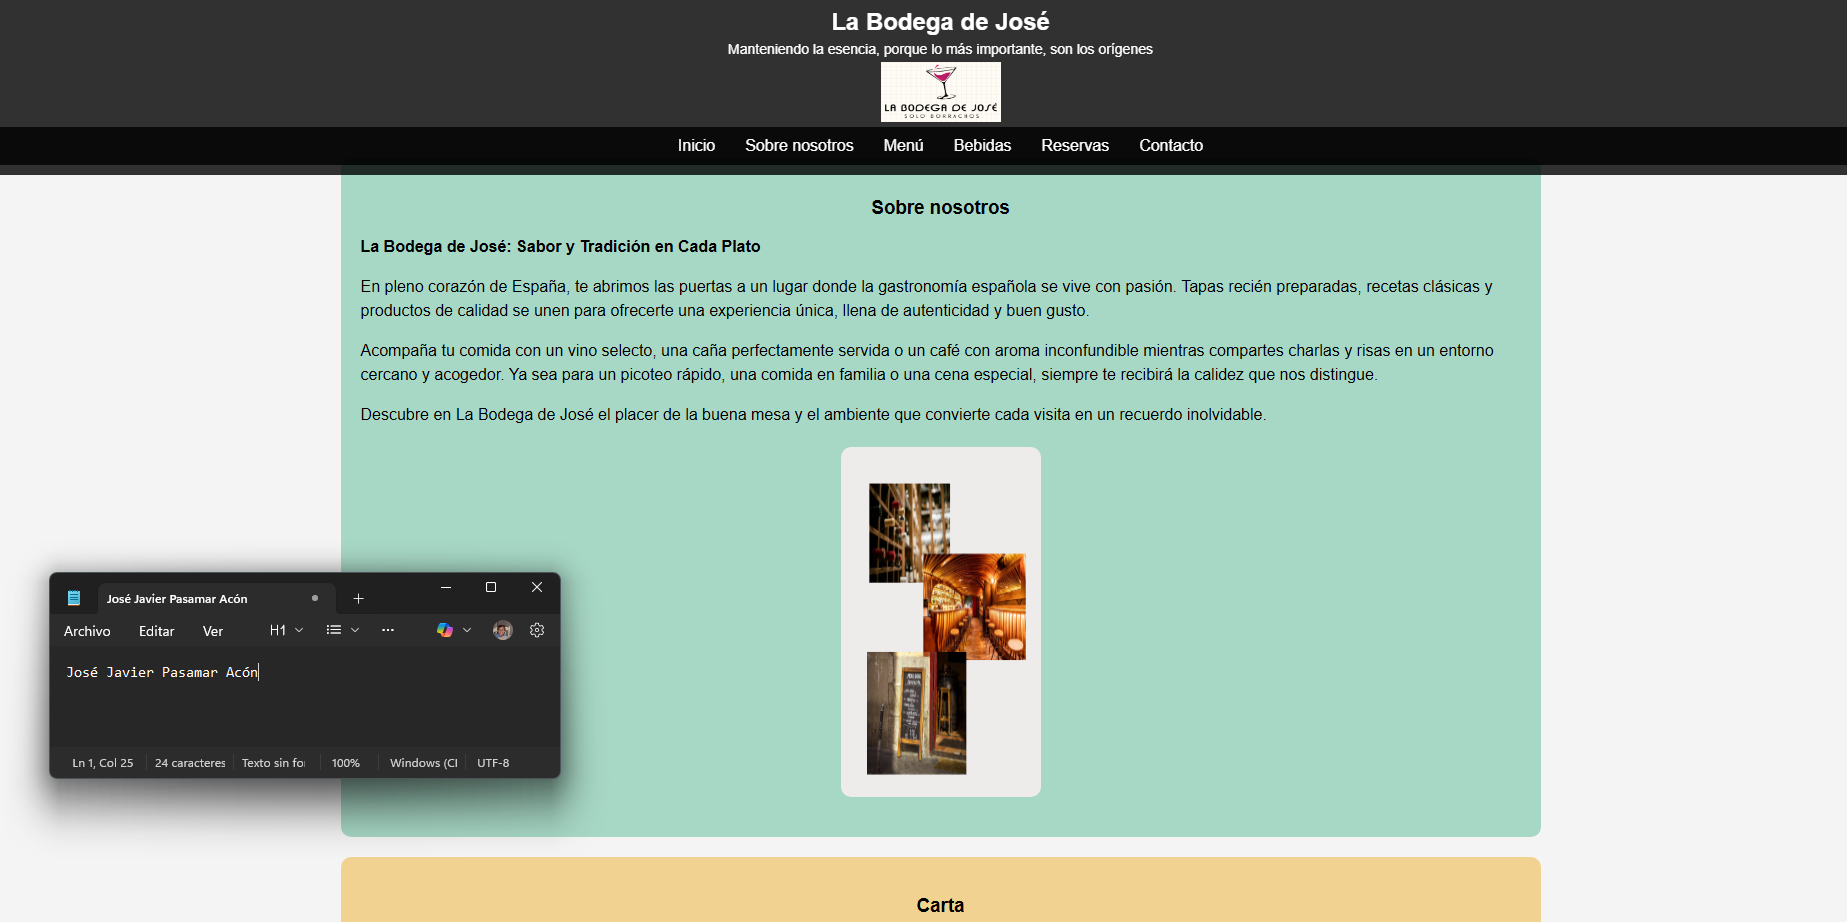 La Bodega de José
Manteniendo la esencia, porque lo más importante, son los orígenes
LA BODEGA DE JOSÉ
SOLO BORRACHOS
Inicio Sobre nosotros Menú Bebidas Reservas Contacto
Sobre nosotros
La Bodega de José: Sabor y Tradición en Cada Plato
En pleno corazón de España, te abrimos las puertas a un lugar donde la gastronomía española se vive con pasión. Tapas recién preparadas, recetas clásicas y
productos de calidad se unen para ofrecerte una experiencia única, llena de autenticidad y buen gusto.
Acompaña tu comida con un vino selecto, una caña perfectamente servida o un café con aroma inconfundible mientras compartes charlas y risas en un entorno
cercano y acogedor. Ya sea para un picoteo rápido, una comida en familia o una cena especial, siempre te recibirá la calidez que nos distingue.
Descubre en La Bodega de José el placer de la buena mesa y el ambiente que convierte cada visita en un recuerdo inolvidable.
José Javier Pasamar Acón
Archivo Editar Ver H1
José Javier Pasamar Acón
Ln 1, Col 25 24 caracteres Texto sin for 100% Windows (CI UTF-8
Carta